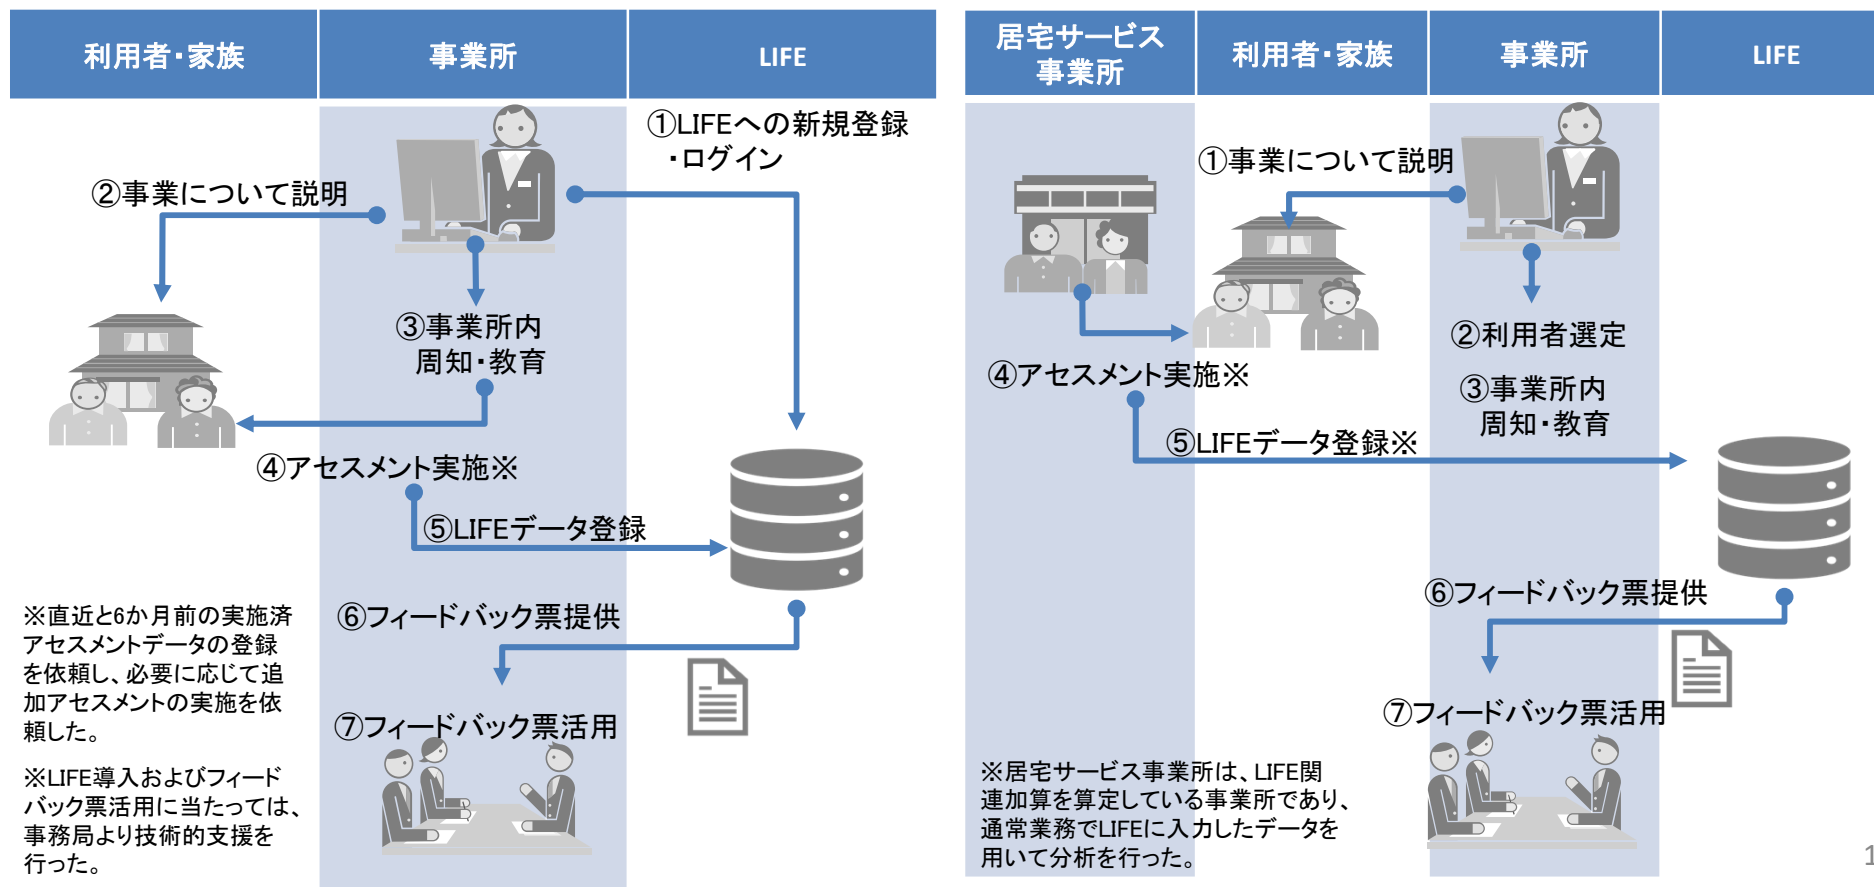 利用者・家族
事業所
LIFE
①LIFEへの新規登録
・ログイン
②事業について説明
③事業所内
周知・教育
④アセスメント実施※
⑤LIFEデータ登録
⑥フィードバック票提供
⑦フィードバック票活用
※直近と6か月前の実施済
アセスメントデータの登録
を依頼し、必要に応じて追
加アセスメントの実施を依
頼した。
※LIFE導入およびフィード
バック票活用に当たっては、
事務局より技術的支援を
行った。
居宅サービス
事業所
利用者・家族
事業所
LIFE
①事業について説明
②利用者選定
③事業所内
周知・教育
④アセスメント実施※
⑤LIFEデータ登録※
⑥フィードバック票提供
⑦フィードバック票活用
※居宅サービス事業所は、LIFE関
連加算を算定している事業所であり、
通常業務でLIFEに入力したデータを
用いて分析を行った。
1